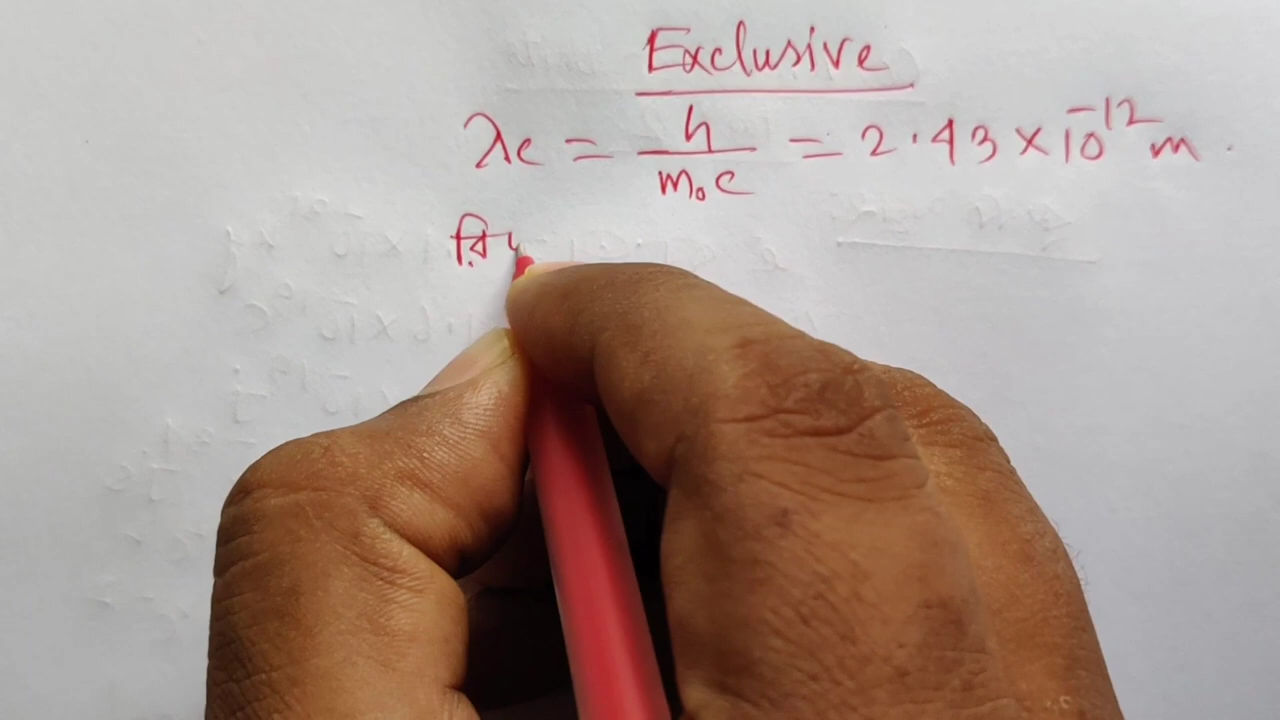 Exclusive
λc = h/m₀c = 2.43 × 10⁻¹² m.